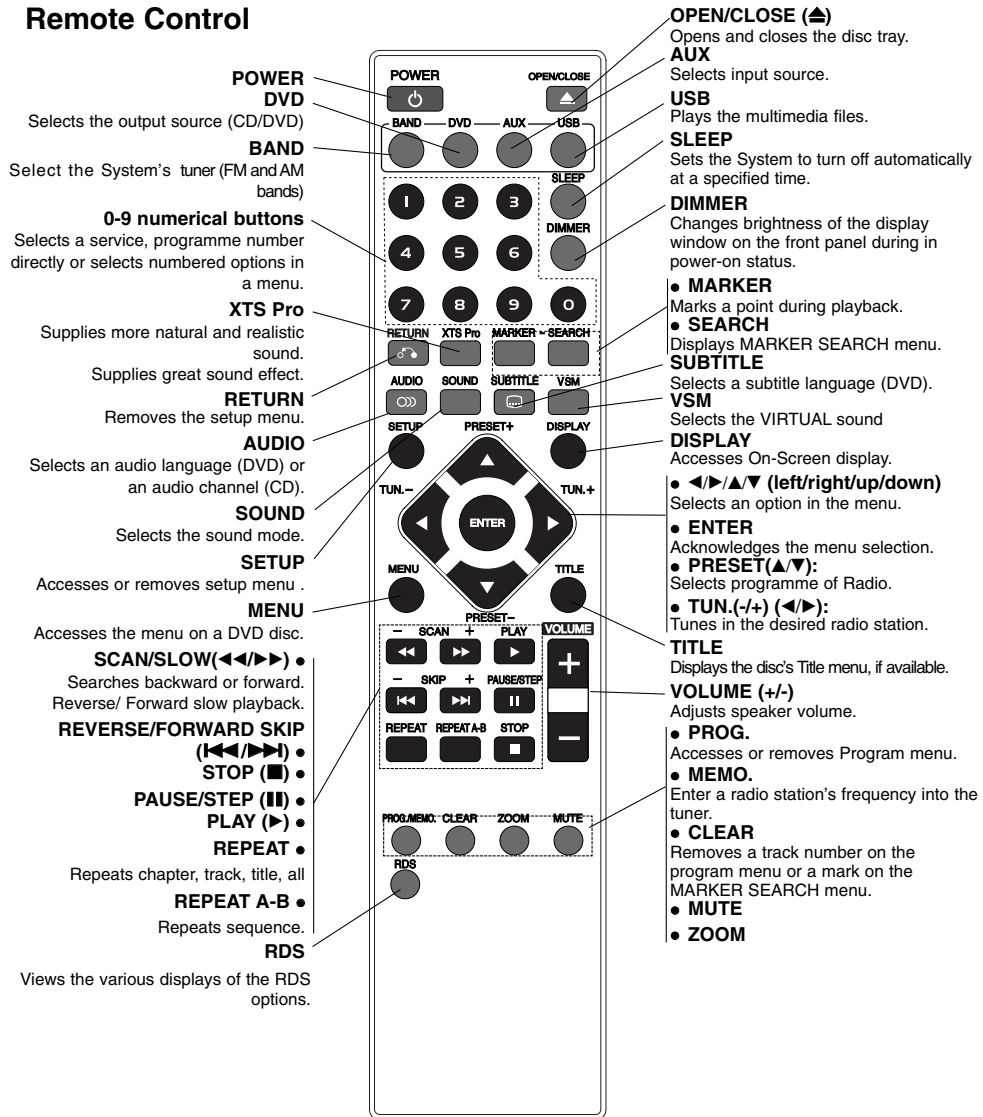 Remote Control
POWER
DVD
Selects the output source (CD/DVD)
BAND
Select the System's tuner (FM and AM
bands)
0-9 numerical buttons
Selects a service, programme number
directly or selects numbered options in
a menu.
XTS Pro
Supplies more natural and realistic
sound.
Supplies great sound effect.
RETURN
Removes the setup menu.
AUDIO
Selects an audio language (DVD) or
an audio channel (CD).
SOUND
Selects the sound mode.
SETUP
Accesses or removes setup menu .
MENU
Accesses the menu on a DVD disc.
SCAN/SLOW(◄◄/►►) ●
Searches backward or forward.
Reverse/ Forward slow playback.
REVERSE/FORWARD SKIP
(I◄◄/►►I) ●
STOP (■) ●
PAUSE/STEP (II) ●
PLAY (►) ●
REPEAT ●
Repeats chapter, track, title, all
REPEAT A-B ●
Repeats sequence.
RDS
Views the various displays of the RDS
options.
POWER OPEN/CLOSE
BAND DVD AUX USB
SLEEP
1 2 3
DIMMER
4 5 6
7 8 9 0
RETURN XTS Pro MARKER - SEARCH
AUDIO SOUND SUBTITLE VSM
SETUP PRESET+ DISPLAY
TUN.- TUN.+
ENTER
MENU TITLE
PRESET-
- SCAN + PLAY VOLUME
+
- SKIP + PAUSE/STEP
REPEAT REPEAT A-B STOP
-
PROG./MEMO. CLEAR ZOOM MUTE
RDS
OPEN/CLOSE (⏏)
Opens and closes the disc tray.
AUX
Selects input source.
USB
Plays the multimedia files.
SLEEP
Sets the System to turn off automatically
at a specified time.
DIMMER
Changes brightness of the display
window on the front panel during in
power-on status.
● MARKER
Marks a point during playback.
● SEARCH
Displays MARKER SEARCH menu.
SUBTITLE
Selects a subtitle language (DVD).
VSM
Selects the VIRTUAL sound
DISPLAY
Accesses On-Screen display.
● ◄/►/▲/▼ (left/right/up/down)
Selects an option in the menu.
● ENTER
Acknowledges the menu selection.
● PRESET(▲/▼):
Selects programme of Radio.
● TUN.(-/+) (◄/►):
Tunes in the desired radio station.
TITLE
Displays the disc's Title menu, if available.
VOLUME (+/-)
Adjusts speaker volume.
● PROG.
Accesses or removes Program menu.
● MEMO.
Enter a radio station's frequency into the
tuner.
● CLEAR
Removes a track number on the
program menu or a mark on the
MARKER SEARCH menu.
● MUTE
● ZOOM